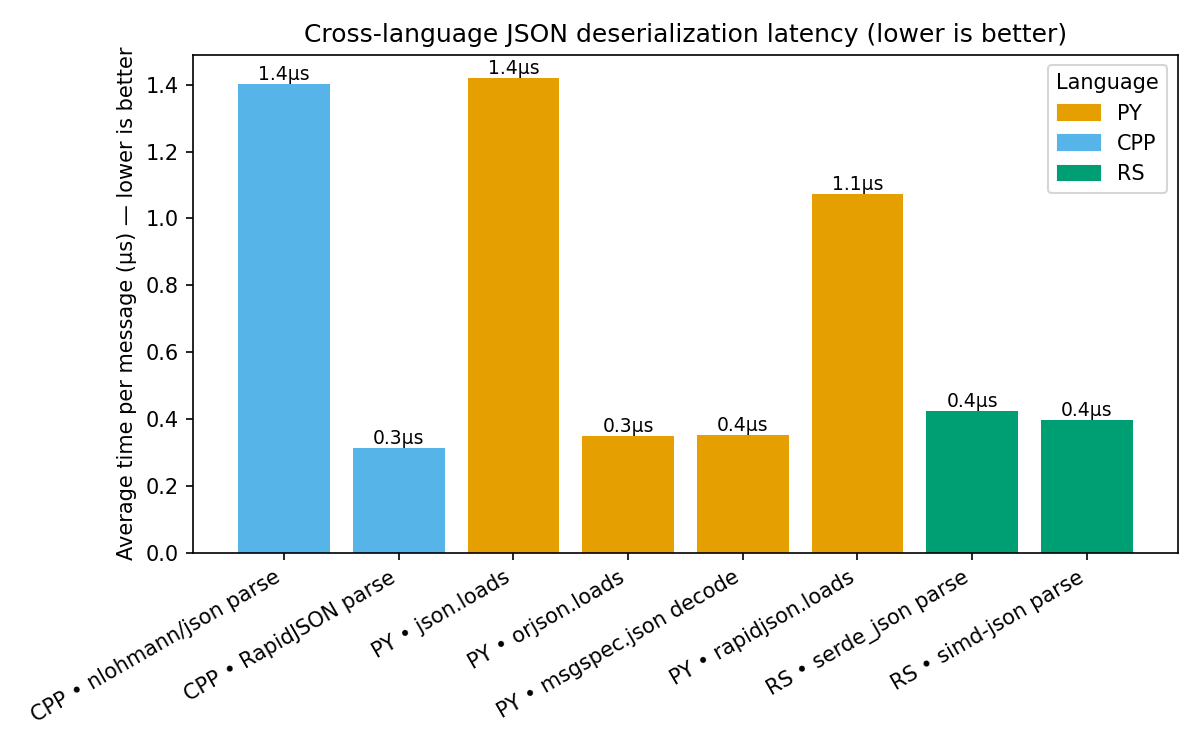 Cross-language JSON deserialization latency (lower is better)
Average time per message (µs) — lower is better
1.4
1.2
1.0
0.8
0.6
0.4
0.2
0.0
1.4µs
0.3µs
1.4µs
0.3µs
0.4µs
1.1µs
0.4µs
0.4µs
Language
PY
CPP
RS
CPP • nlohmann/json parse
CPP • RapidJSON parse
PY • json.loads
PY • orjson.loads
PY • msgspec.json decode
PY • rapidjson.loads
RS • serde_json parse
RS • simd-json parse